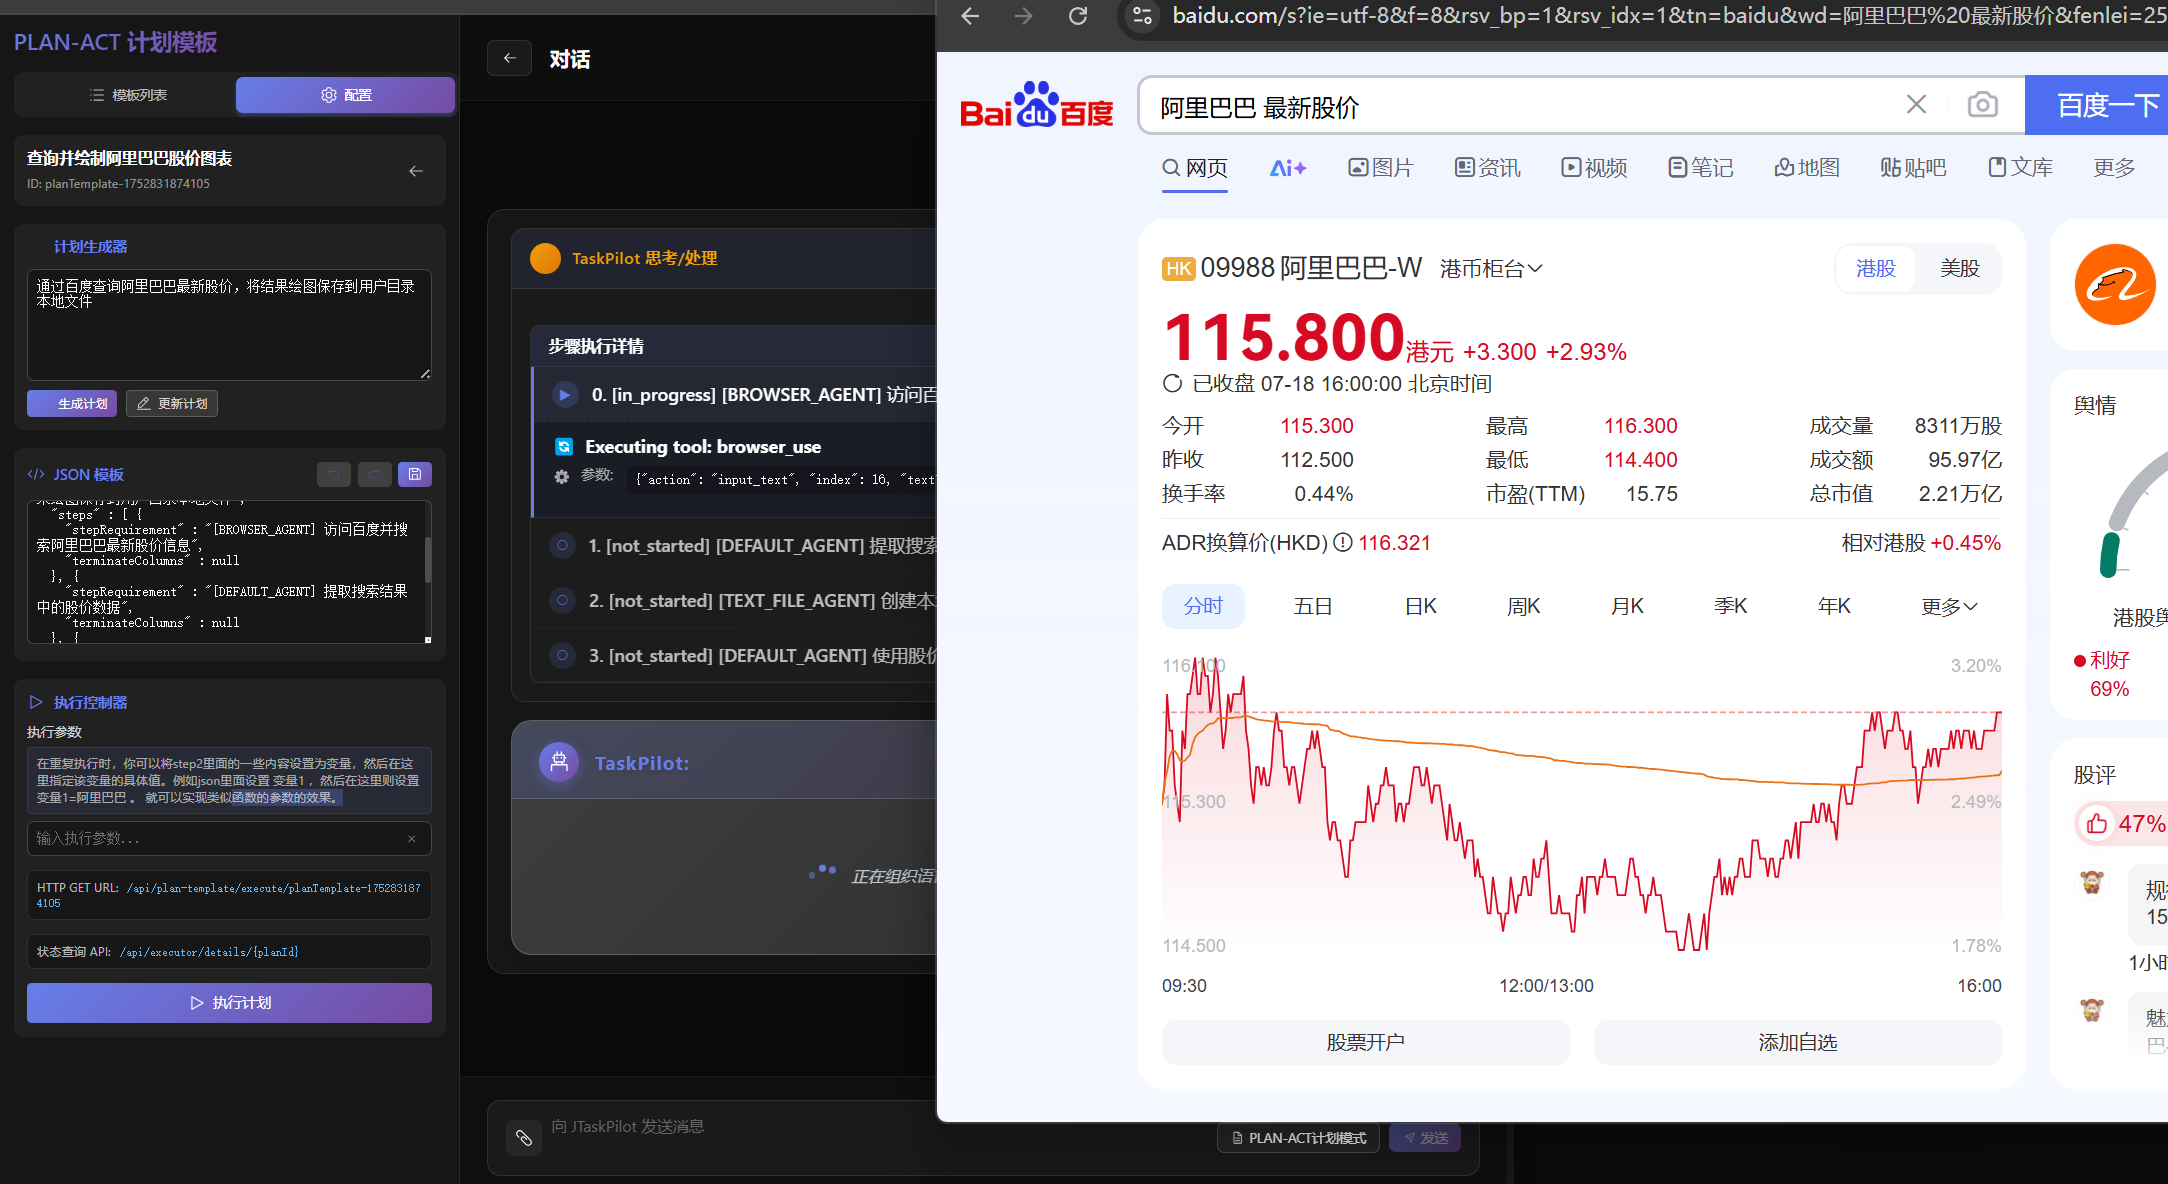 PLAN-ACT 计划模板
模板列表
配置
查询并绘制阿里巴巴股价图表
ID: planTemplate-1752831874105
计划生成器
通过百度查询阿里巴巴最新股价，将结果绘图保存到用户目录
本地文件
生成计划
更新计划
</> JSON 模板
"steps" : [ {
"stepRequirement" : "[BROWSER_AGENT] 访问百度并搜
索阿里巴巴最新股价信息",
"terminateColumns" : null
}, {
"stepRequirement" : "[DEFAULT_AGENT] 提取搜索结果
中的股价数据",
"terminateColumns" : null
}, {
执行控制器
执行参数
在重复执行时，你可以将step2里面的一些内容设置为变量，然后在这
里指定该变量的具体值。例如json里面设置 变量1 ，然后在这里则设置
变量1=阿里巴巴 。 就可以实现类似函数的参数的效果。
输入执行参数...
HTTP GET URL: /api/plan-template/execute/planTemplate-175283187
4105
状态查询 API: /api/executor/details/{planId}
执行计划
对话
TaskPilot 思考/处理
步骤执行详情
0. [in_progress] [BROWSER_AGENT] 访问百
Executing tool: browser_use
参数: {"action": "input_text", "index": 16, "text"
1. [not_started] [DEFAULT_AGENT] 提取搜索
2. [not_started] [TEXT_FILE_AGENT] 创建本
3. [not_started] [DEFAULT_AGENT] 使用股价
TaskPilot:
正在组织语
向 JTaskPilot 发送消息
PLAN-ACT计划模式
发送
baidu.com/s?ie=utf-8&f=8&rsv_bp=1&rsv_idx=1&tn=baidu&wd=阿里巴巴%20最新股价&fenlei=25
Bai du 百度
阿里巴巴 最新股价
百度一下
网页
Ai+
图片
资讯
视频
笔记
地图
贴吧
文库
更多
HK 09988 阿里巴巴-W 港币柜台
港股
美股
115.800港元 +3.300 +2.93%
已收盘 07-18 16:00:00 北京时间
今开 115.300 最高 116.300 成交量 8311万股
昨收 112.500 最低 114.400 成交额 95.97亿
换手率 0.44% 市盈(TTM) 15.75 总市值 2.21万亿
ADR换算价(HKD) 116.321 相对港股 +0.45%
分时 五日 日K 周K 月K 季K 年K 更多
116.100 3.20%
115.300 2.49%
114.500 1.78%
09:30 12:00/13:00 16:00
股票开户
添加自选
舆情
港股舆
利好
69%
股评
47%
规
15
1小时
魅
巴